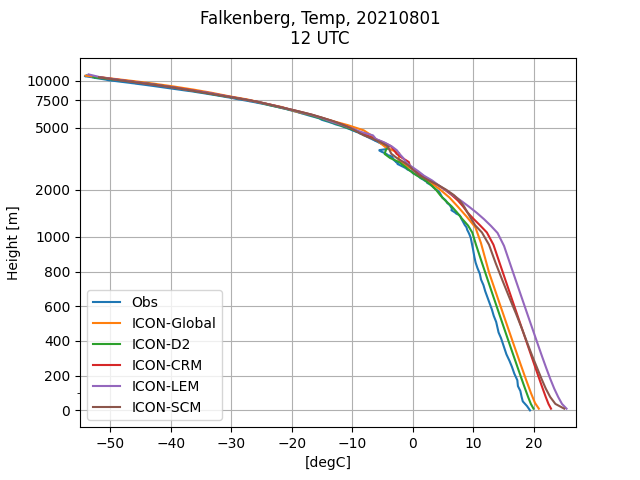 Falkenberg, Temp, 20210801
12 UTC
Height [m]
10000
7500
5000
2000
1000
800
600
400
200
0
Obs
ICON-Global
ICON-D2
ICON-CRM
ICON-LEM
ICON-SCM
−50 −40 −30 −20 −10 0 10 20
[degC]